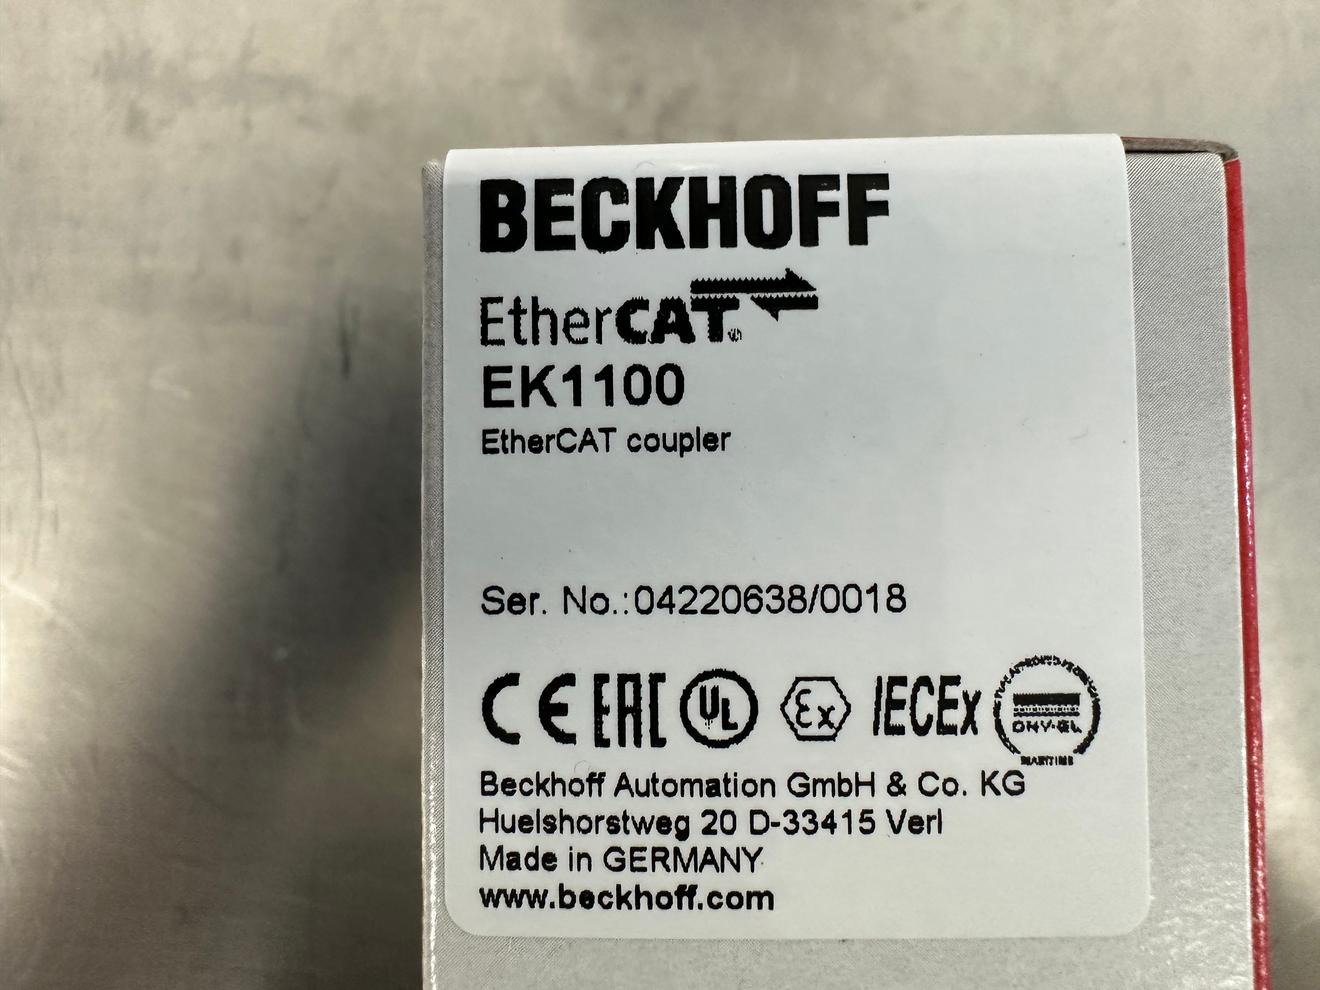 BECKHOFF
EtherCAT®
EK1100
EtherCAT coupler
Ser. No.:04220638/0018
CE EAC UL Ex IECEx
DNV·GL
MARITIME
Beckhoff Automation GmbH & Co. KG
Huelshorstweg 20 D-33415 Verl
Made in GERMANY
www.beckhoff.com